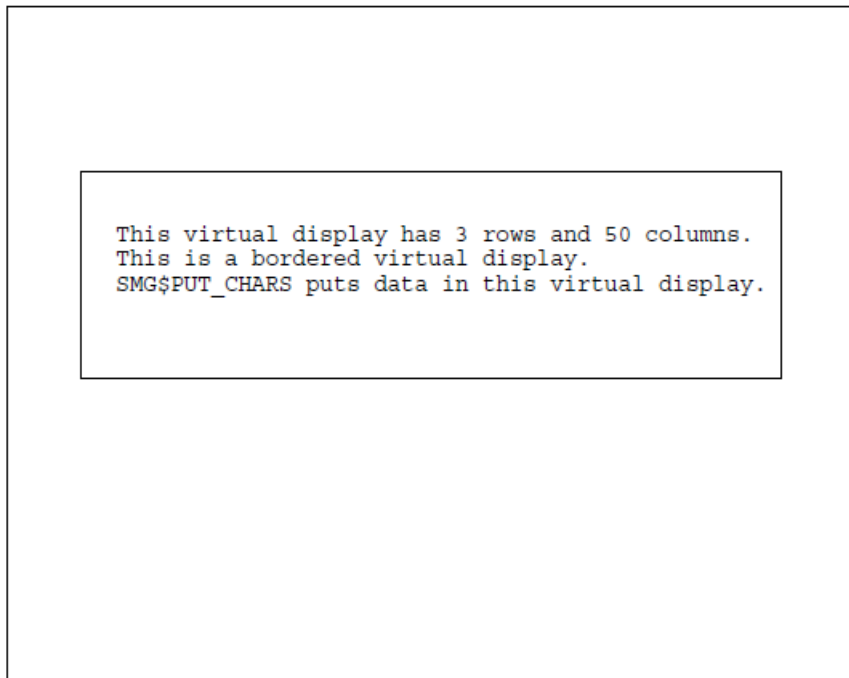 This virtual display has 3 rows and 50 columns.
This is a bordered virtual display.
SMG$PUT_CHARS puts data in this virtual display.